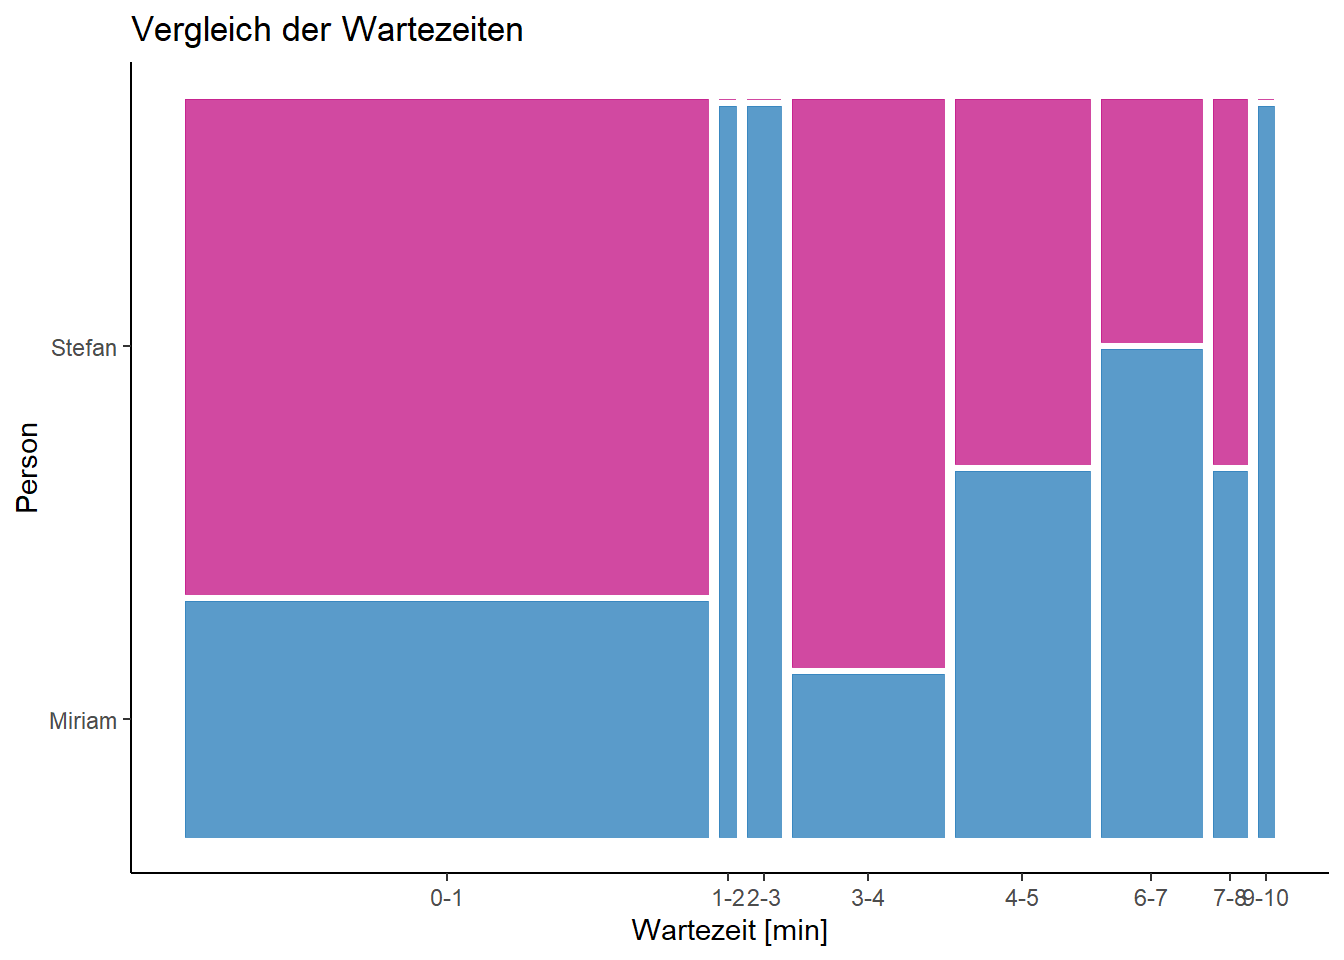 Vergleich der Wartezeiten
Person
Stefan
Miriam
0-1 1-2 2-3 3-4 4-5 6-7 7-8 9-10
Wartezeit [min]